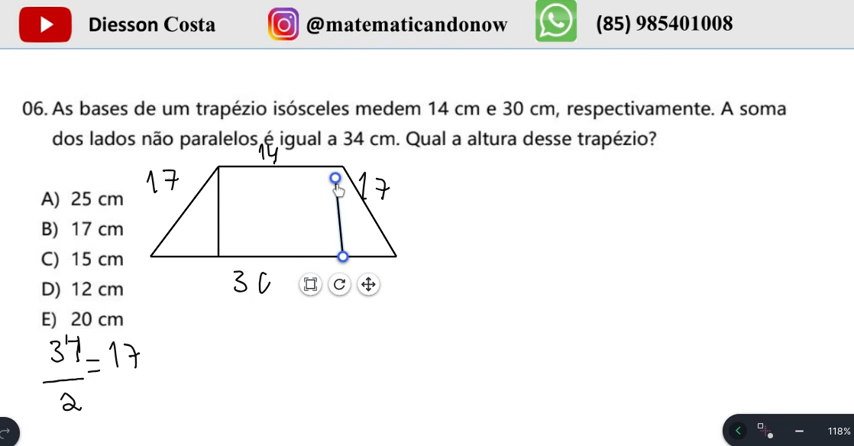 Diesson Costa @matematicandonow (85) 985401008
06. As bases de um trapézio isósceles medem 14 cm e 30 cm, respectivamente. A soma
dos lados não paralelos é igual a 34 cm. Qual a altura desse trapézio?
14
17 17
A) 25 cm
B) 17 cm
C) 15 cm
30
D) 12 cm
E) 20 cm
34/2 = 17
118%